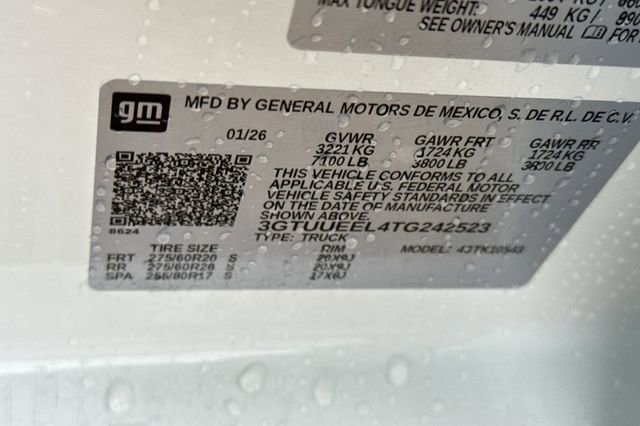 MAX TONGUE WEIGHT:
449 KG/ 990
SEE OWNER'S MANUAL FOR
gm
MFD BY GENERAL MOTORS DE MEXICO, S. DE R.L. DE C.V.
01/26 GVWR GAWR FRT GAWR RR
3221 KG 1724 KG 1724 KG
7100 LB 3800 LB 3800 LB
THIS VEHICLE CONFORMS TO ALL
APPLICABLE U.S. FEDERAL MOTOR
VEHICLE SAFETY STANDARDS IN EFFECT
ON THE DATE OF MANUFACTURE
SHOWN ABOVE.
8624 3GTUUEEL4TG242523
TYPE: TRUCK MODEL: 43TK10543
TIRE SIZE RIM
FRT 275/60R20 S 20X9J
RR 275/60R20 S 20X9J
SPA 255/80R17 S 17X8J